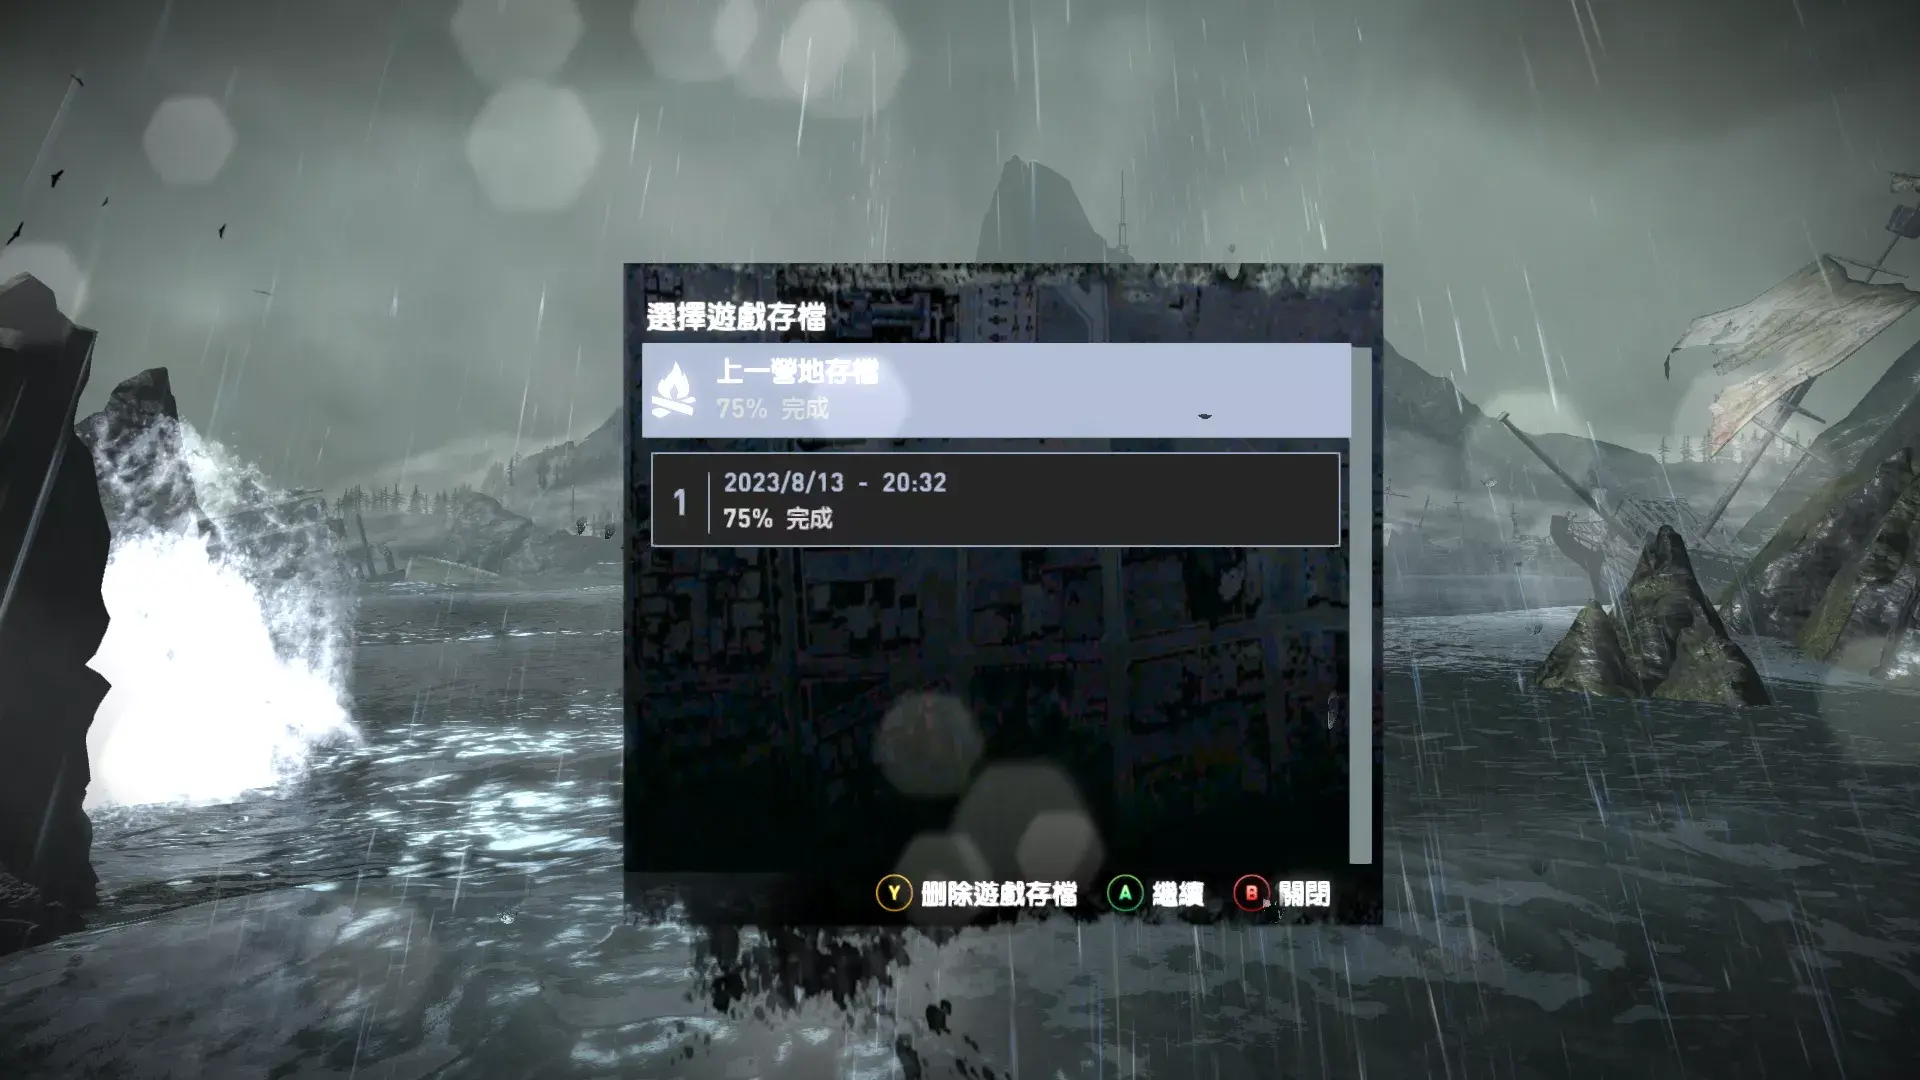 選擇遊戲存檔
上一營地存檔
75% 完成
1
2023/8/13 - 20:32
75% 完成
Y 刪除遊戲存檔 A 繼續 B 關閉